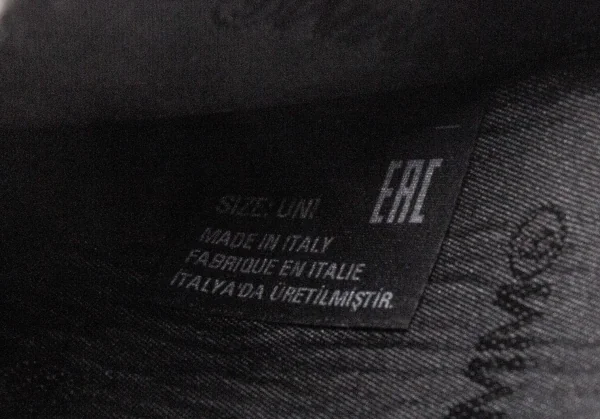 SIZE: UNI
EAC
MADE IN ITALY
FABRIQUE EN ITALIE
İTALYA'DA ÜRETİLMİŞTİR.